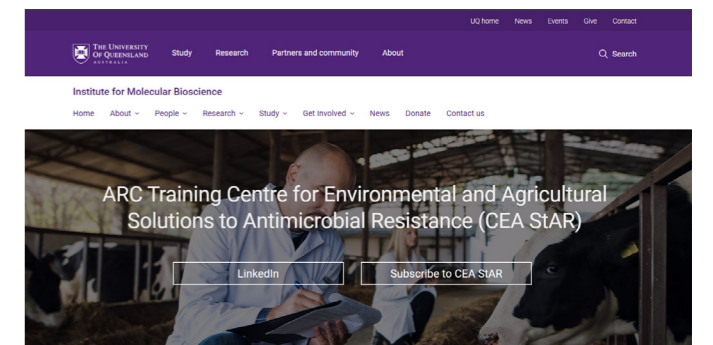 UQ home News Events Give Contact
THE UNIVERSITY
OF QUEENSLAND
AUSTRALIA
Study Research Partners and community About
Search
Institute for Molecular Bioscience
Home About People Research Study Get involved News Donate Contact us
ARC Training Centre for Environmental and Agricultural
Solutions to Antimicrobial Resistance (CEA StAR)
LinkedIn
Subscribe to CEA StAR